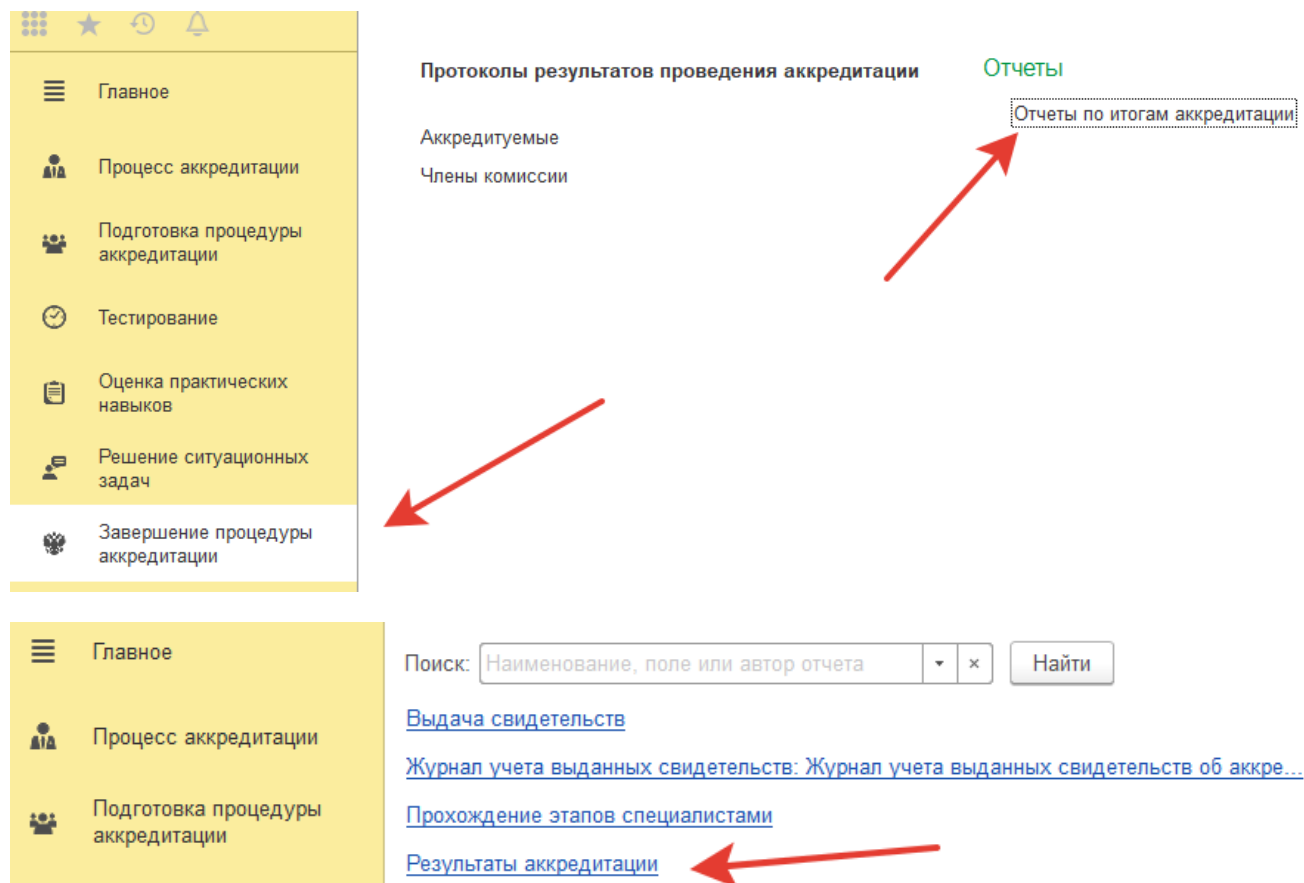 Главное
Процесс аккредитации
Подготовка процедуры
аккредитации
Тестирование
Оценка практических
навыков
Решение ситуационных
задач
Завершение процедуры
аккредитации
Протоколы результатов проведения аккредитации
Аккредитуемые
Члены комиссии
Отчеты
Отчеты по итогам аккредитации
Главное
Процесс аккредитации
Подготовка процедуры
аккредитации
Поиск: Наименование, поле или автор отчета × Найти
Выдача свидетельств
Журнал учета выданных свидетельств: Журнал учета выданных свидетельств об аккре...
Прохождение этапов специалистами
Результаты аккредитации